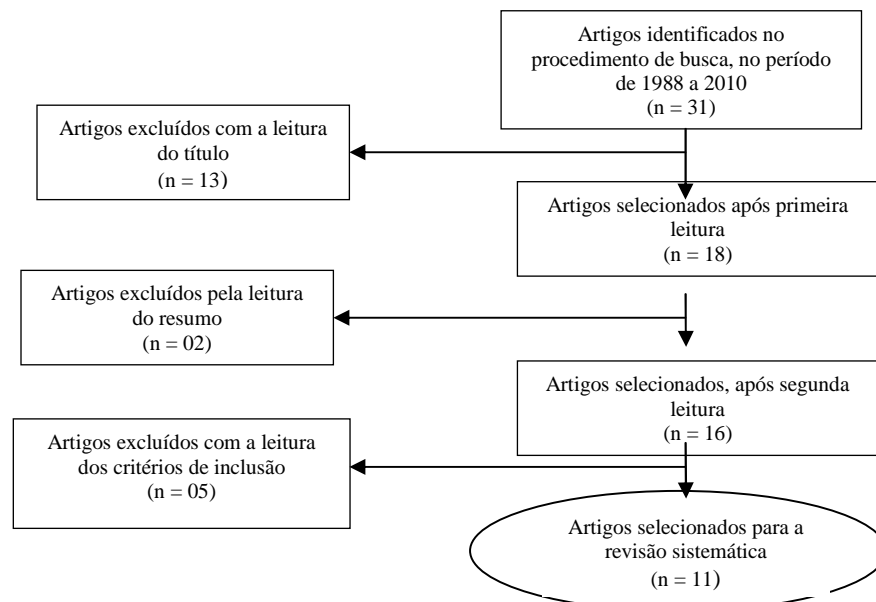 Artigos identificados no
procedimento de busca, no período
de 1988 a 2010
(n = 31)
Artigos excluídos com a leitura
do título
(n = 13)
Artigos selecionados após primeira
leitura
(n = 18)
Artigos excluídos pela leitura
do resumo
(n = 02)
Artigos selecionados, após segunda
leitura
(n = 16)
Artigos excluídos com a leitura
dos critérios de inclusão
(n = 05)
Artigos selecionados para a
revisão sistemática
(n = 11)